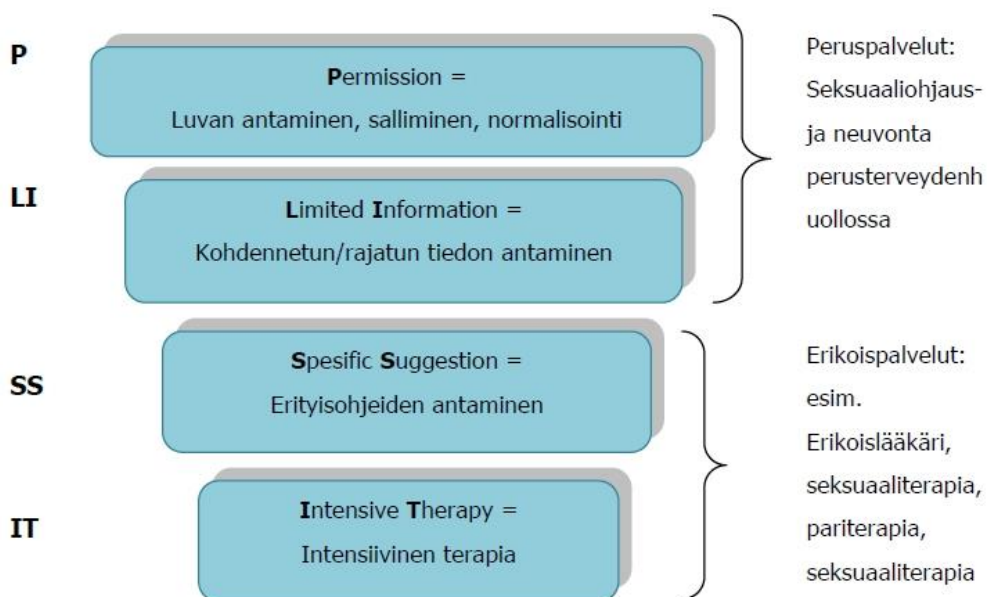 P
Permission =
Luvan antaminen, salliminen, normalisointi
LI
Limited Information =
Kohdennetun/rajatun tiedon antaminen
Peruspalvelut:
Seksuaaliohjaus-
ja neuvonta
perusterveydenh
uollossa
SS
Spesific Suggestion =
Erityisohjeiden antaminen
IT
Intensive Therapy =
Intensiivinen terapia
Erikoispalvelut:
esim.
Erikoislääkäri,
seksuaaliterapia,
pariterapia,
seksuaaliterapia